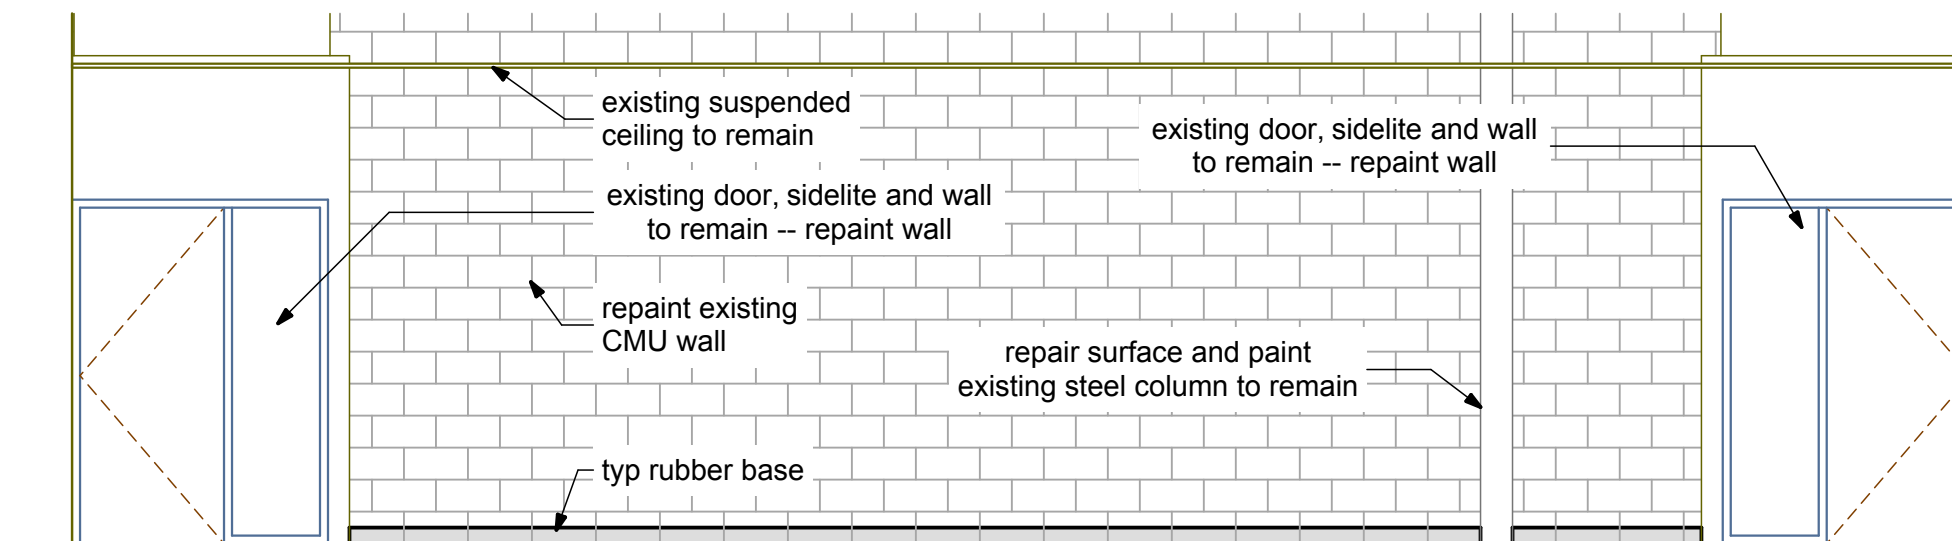 existing suspended
ceiling to remain
existing door, sidelite and wall
to remain -- repaint wall
existing door, sidelite and wall
to remain -- repaint wall
repaint existing
CMU wall
repair surface and paint
existing steel column to remain
typ rubber base